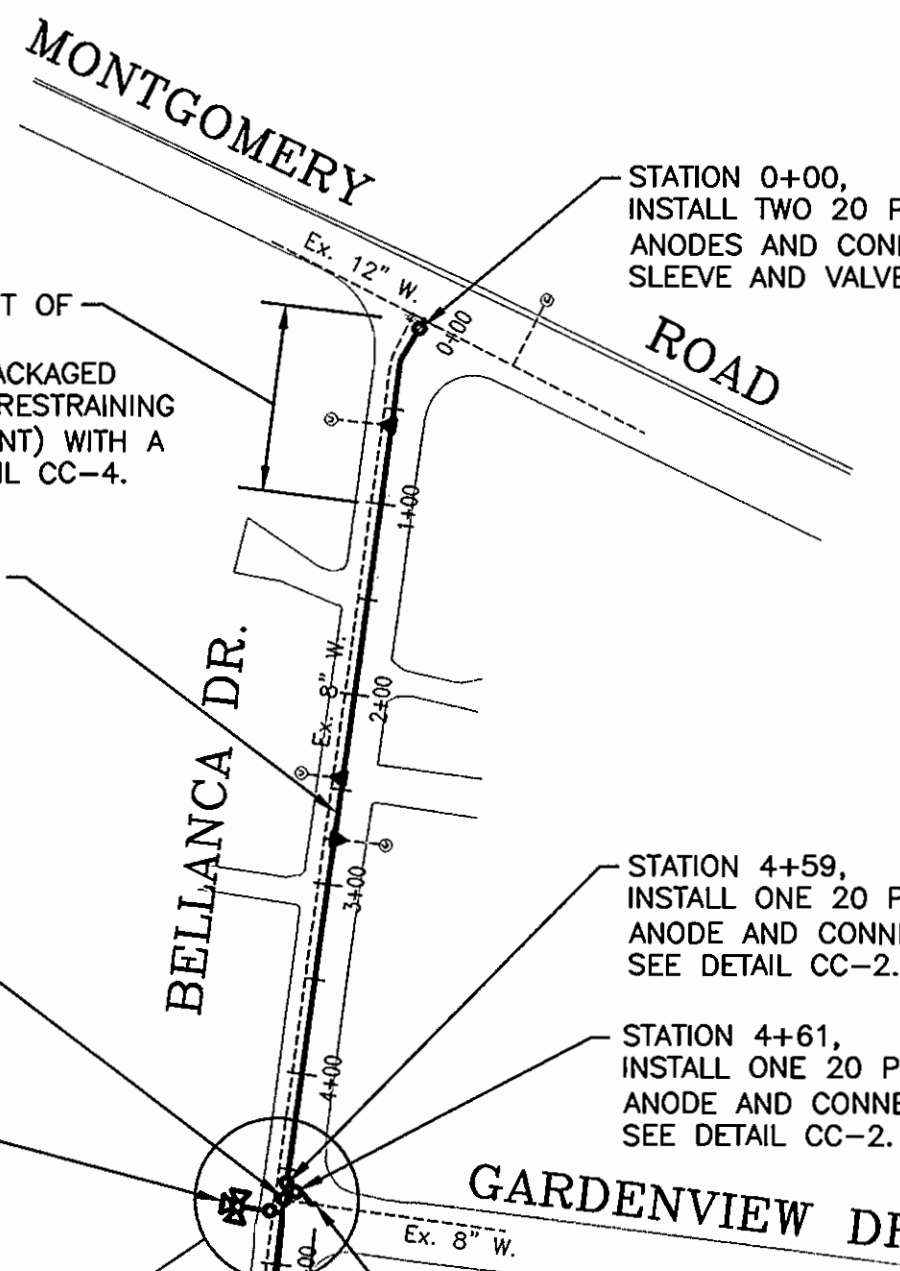 MONTGOMERY
ROAD
STATION 0+00,
INSTALL TWO 20 P
ANODES AND CON
SLEEVE AND VALVE
Ex. 12" W.
0+00
T OF
ACKAGED
RESTRAINING
NT) WITH A
IL CC-4.
1+00
Ex. 8" W.
2+00
BELLANCA DR.
3+00
STATION 4+59,
INSTALL ONE 20 P
ANODE AND CONN
SEE DETAIL CC-2.
STATION 4+61,
INSTALL ONE 20 P
ANODE AND CONNE
SEE DETAIL CC-2.
4+00
GARDENVIEW D
Ex. 8" W.
00